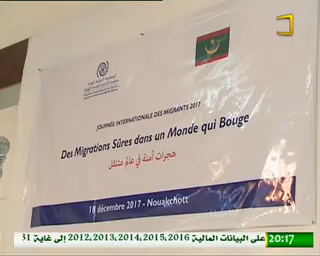 JOURNÉE INTERNATIONALE DES MIGRANTS 2017
Des Migrations Sûres dans un Monde qui Bouge
هجرات آمنة في عالم متنقل
18 décembre 2017 - Nouakchott
على البيانات المالية 2016, 2015, 2014, 2013, 2012 إلى غاية 31
20:17